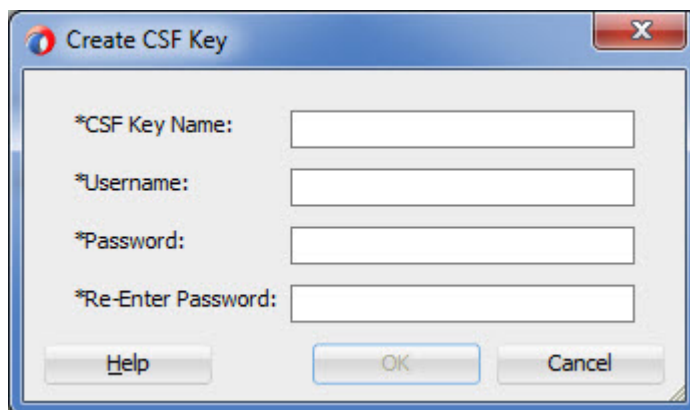 Create CSF Key
*CSF Key Name:
*Username:
*Password:
*Re-Enter Password:
Help OK Cancel